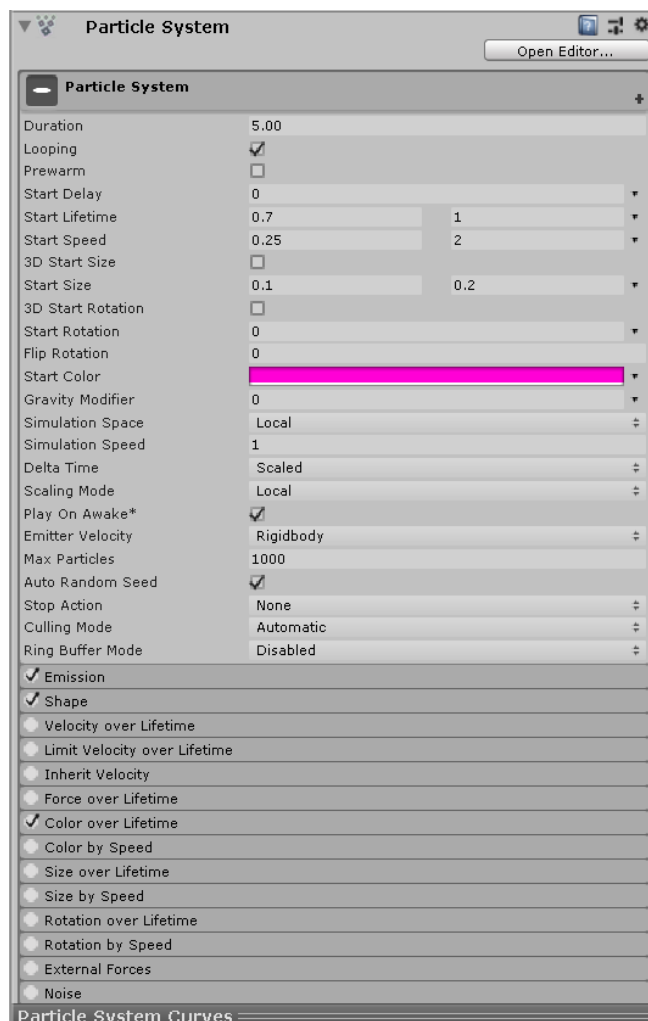 Particle System
Open Editor...
Particle System
Duration 5.00
Looping
Prewarm
Start Delay 0
Start Lifetime 0.7 1
Start Speed 0.25 2
3D Start Size
Start Size 0.1 0.2
3D Start Rotation
Start Rotation 0
Flip Rotation 0
Start Color
Gravity Modifier 0
Simulation Space Local
Simulation Speed 1
Delta Time Scaled
Scaling Mode Local
Play On Awake*
Emitter Velocity Rigidbody
Max Particles 1000
Auto Random Seed
Stop Action None
Culling Mode Automatic
Ring Buffer Mode Disabled
Emission
Shape
Velocity over Lifetime
Limit Velocity over Lifetime
Inherit Velocity
Force over Lifetime
Color over Lifetime
Color by Speed
Size over Lifetime
Size by Speed
Rotation over Lifetime
Rotation by Speed
External Forces
Noise
Particle System Curves